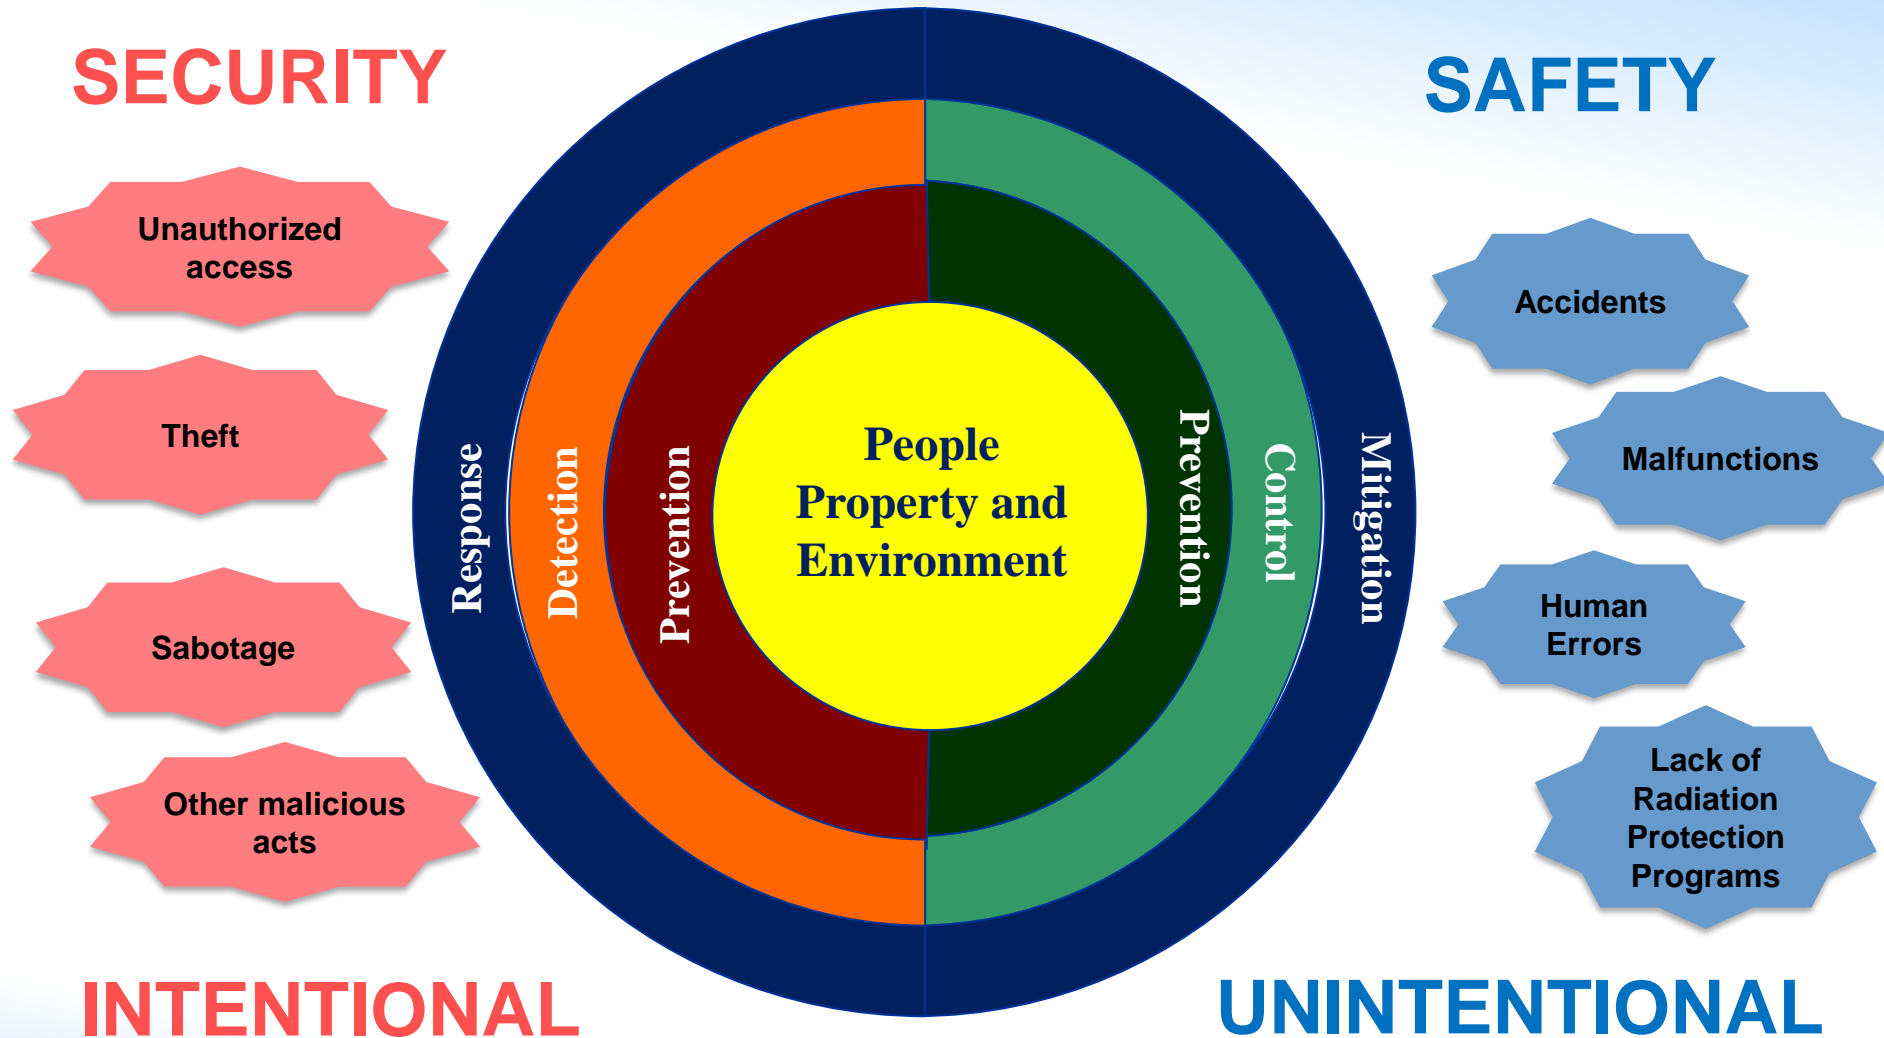 SECURITY
SAFETY
Unauthorized
access
Theft
Sabotage
Other malicious
acts
Response
Detection
Prevention
People
Property and
Environment
Prevention
Control
Mitigation
Accidents
Malfunctions
Human
Errors
Lack of
Radiation
Protection
Programs
INTENTIONAL
UNINTENTIONAL